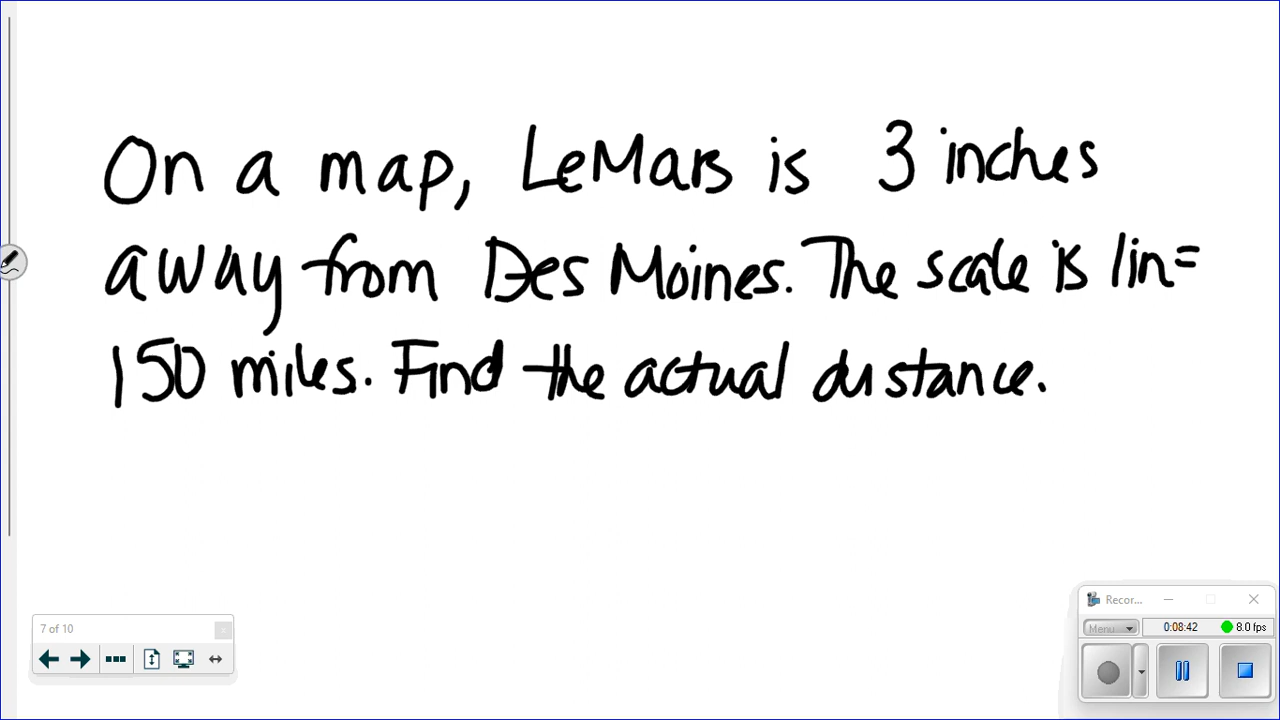 On a map, LeMars is 3 inches
away from Des Moines. The scale is 1in=
150 miles. Find the actual distance.
7 of 10
Recor...
Menu
0:08:42
8.0 fps